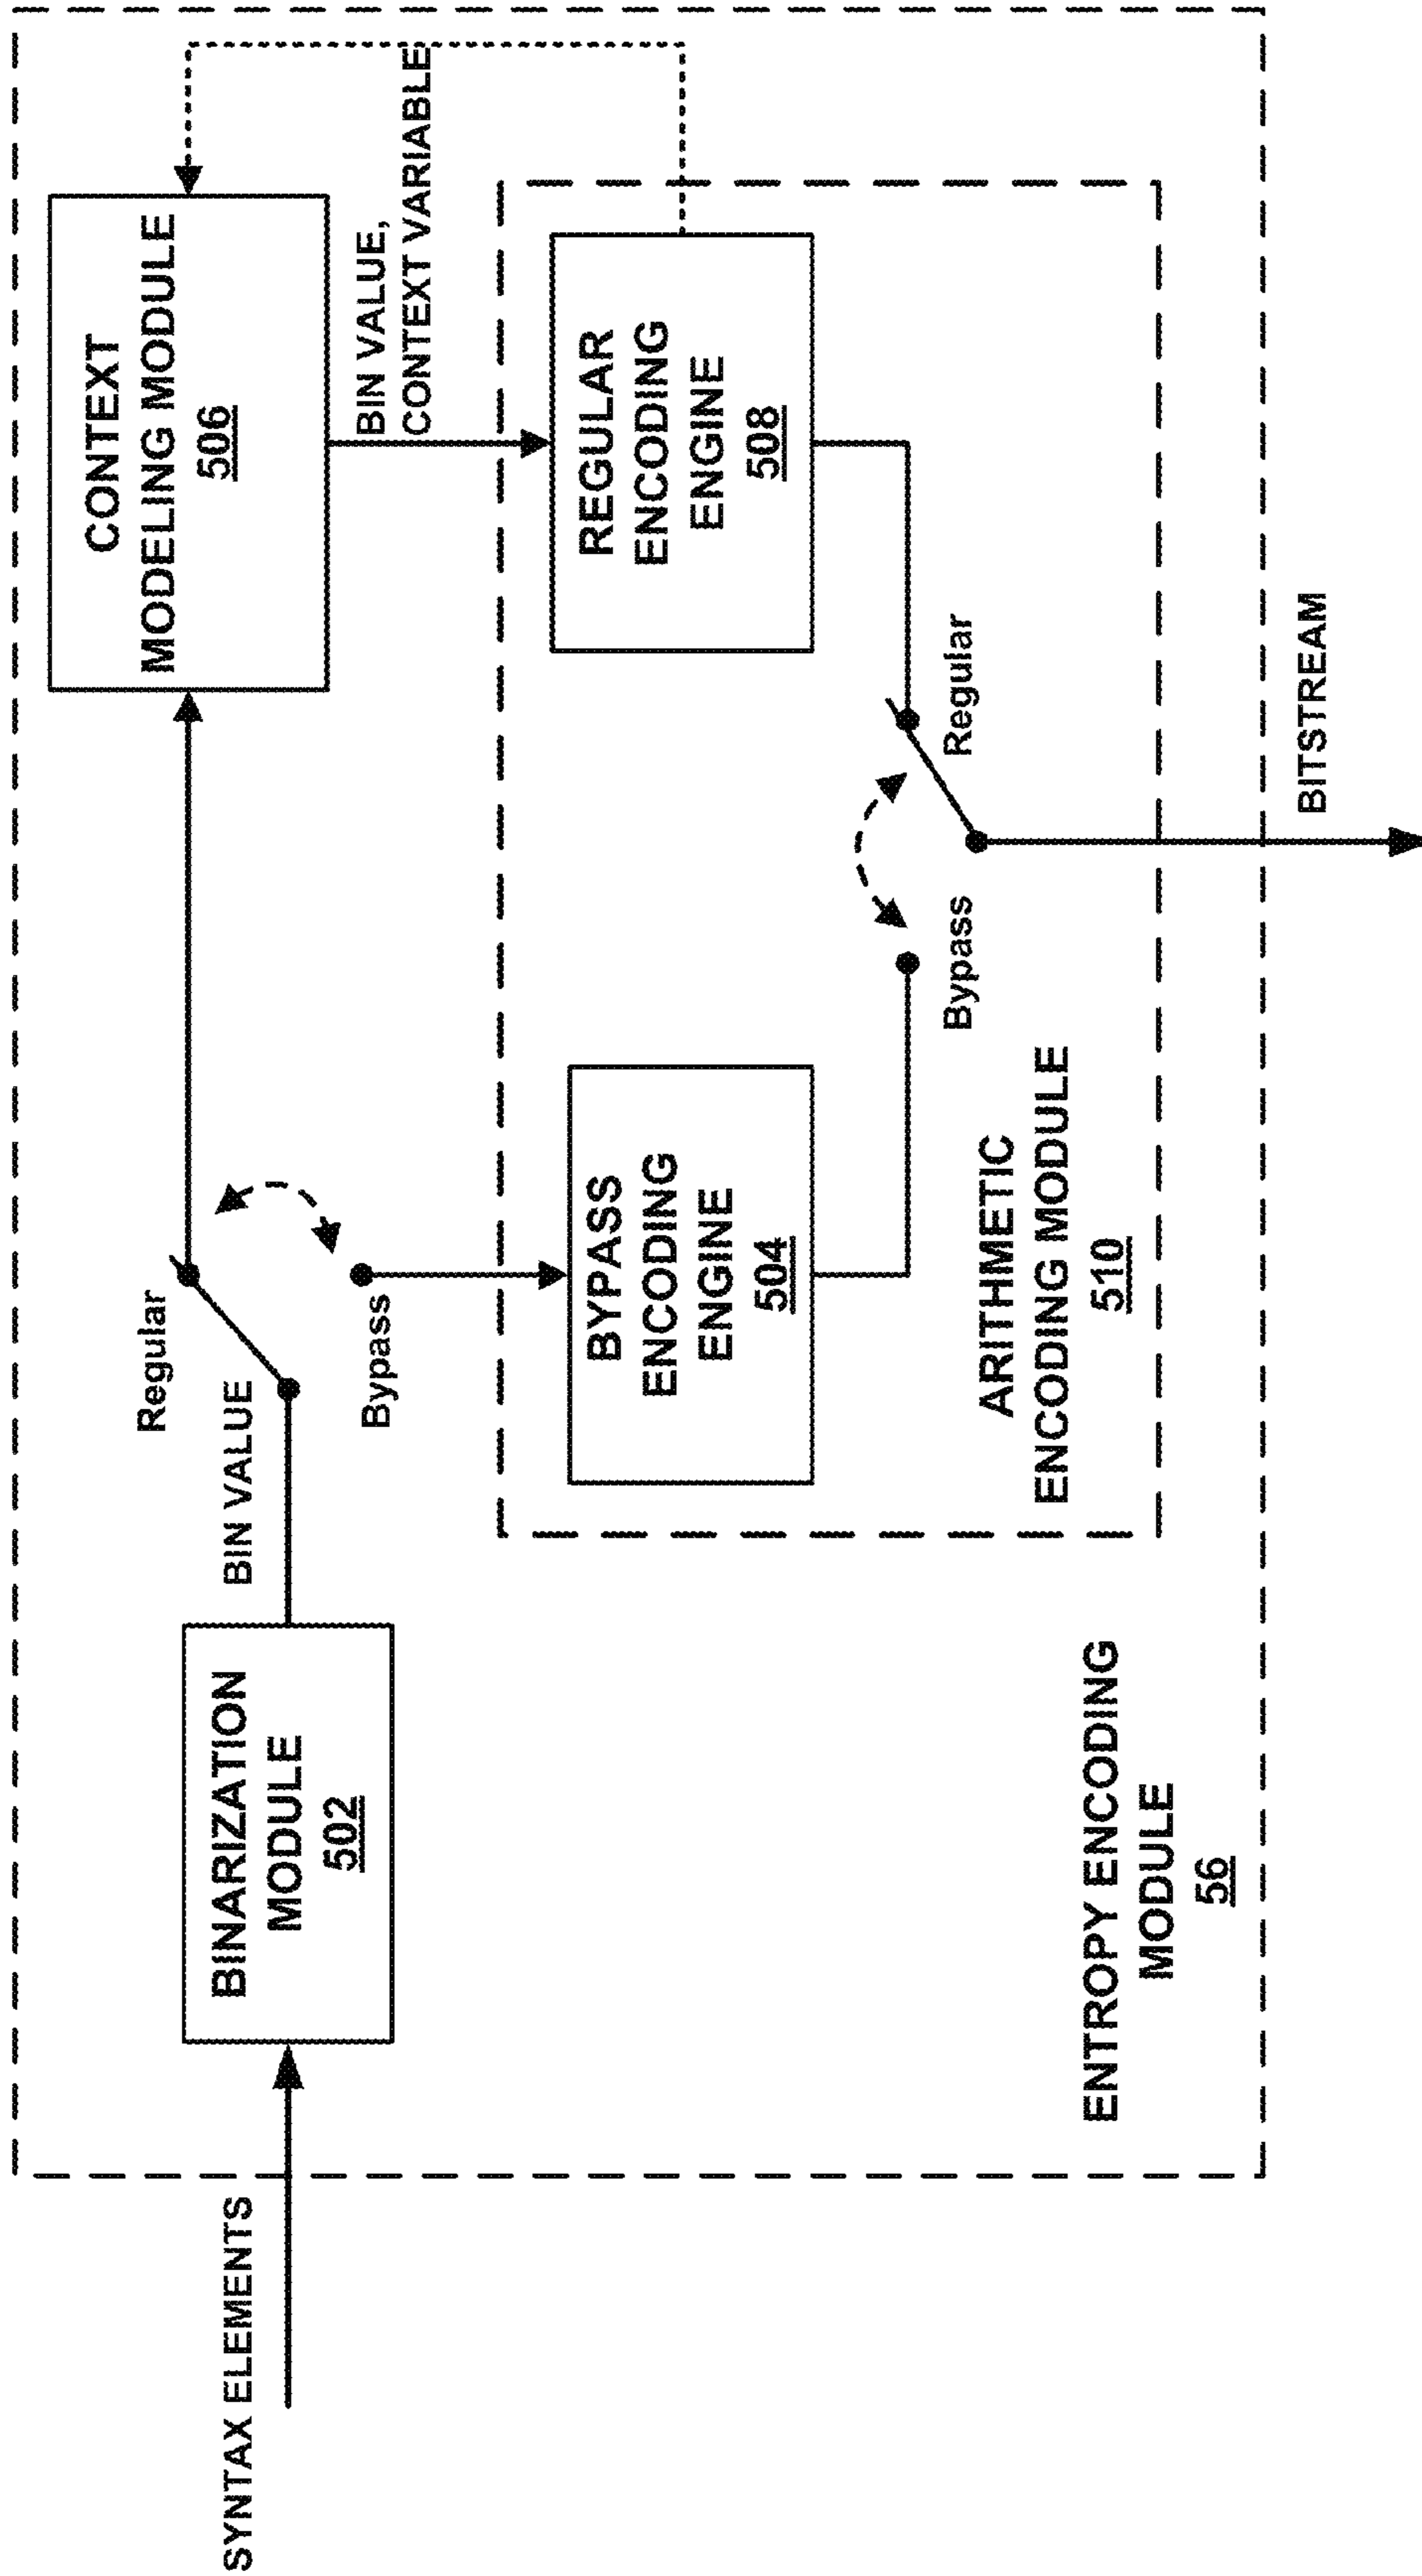 SYNTAX ELEMENTS
BINARIZATION
MODULE
502
BIN VALUE
Regular
Bypass
CONTEXT
MODELING MODULE
506
BIN VALUE,
CONTEXT VARIABLE
BYPASS
ENCODING
ENGINE
504
REGULAR
ENCODING
ENGINE
508
Bypass
Regular
ARITHMETIC
ENCODING MODULE
510
ENTROPY ENCODING
MODULE
56
BITSTREAM